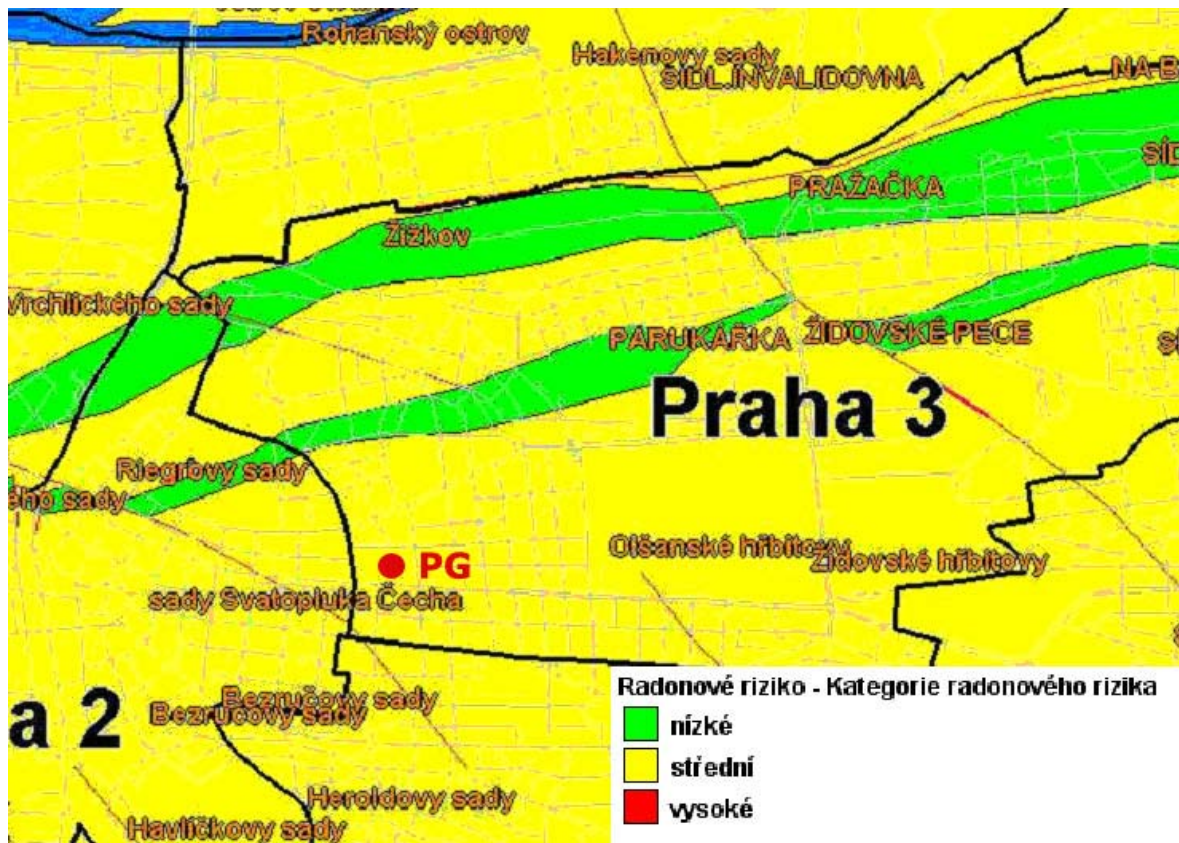 Rohanský ostrov
Hakenovy sady
SÍDL.INVALIDOVNA
NA B
SÍD
PRAŽAČKA
Žižkov
Vrchlického sady
PARUKÁŘKA
ŽIDOVSKÉ PECE
Praha 3
Riegrovy sady
ého sady
Olšanské hřbitovy
Židovské hřbitovy
PG
sady Svatopluka Čecha
Radonové riziko - Kategorie radonového rizika
nízké
střední
vysoké
Bezručovy sady
Bezručovy sady
a 2
Heroldovy sady
Havlíčkovy sady